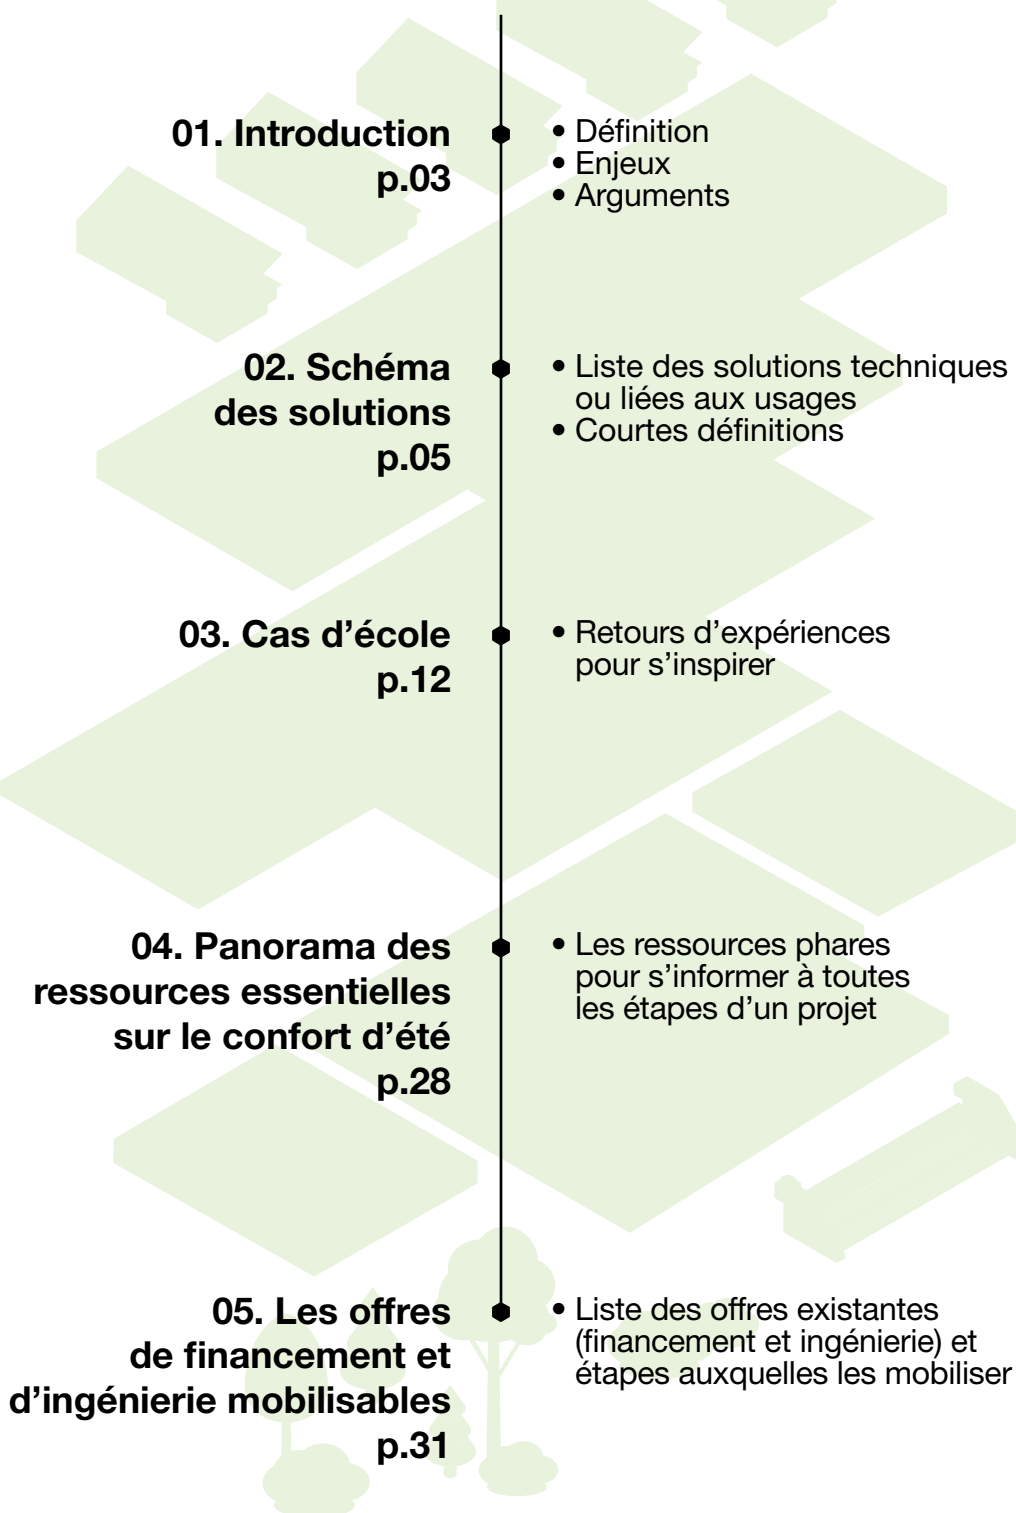 01. Introduction
p.03
• Définition
• Enjeux
• Arguments
02. Schéma
des solutions
p.05
• Liste des solutions techniques
ou liées aux usages
• Courtes définitions
03. Cas d’école
p.12
• Retours d’expériences
pour s’inspirer
04. Panorama des
ressources essentielles
sur le confort d’été
p.28
• Les ressources phares
pour s’informer à toutes
les étapes d’un projet
05. Les offres
de financement et
d’ingénierie mobilisables
p.31
• Liste des offres existantes
(financement et ingénierie) et
étapes auxquelles les mobiliser